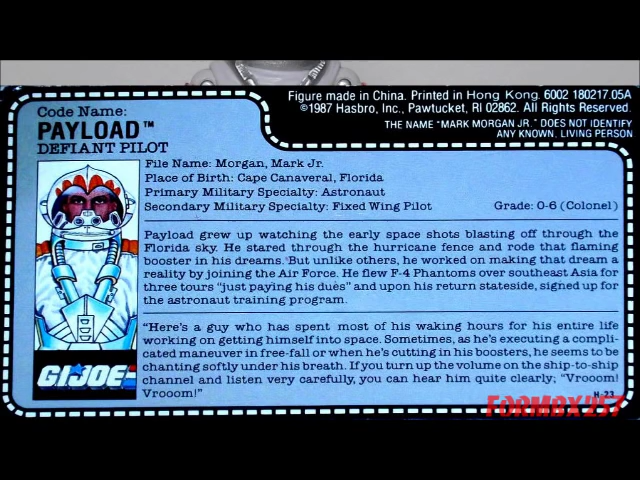 Figure made in China. Printed in Hong Kong. 6002 180217.05A
©1987 Hasbro, Inc., Pawtucket, RI 02862. All Rights Reserved.
THE NAME "MARK MORGAN JR." DOES NOT IDENTIFY
ANY KNOWN, LIVING PERSON
Code Name:
PAYLOAD™
DEFIANT PILOT
File Name: Morgan, Mark Jr.
Place of Birth: Cape Canaveral, Florida
Primary Military Specialty: Astronaut
Secondary Military Specialty: Fixed Wing Pilot Grade: O-6 (Colonel)
Payload grew up watching the early space shots blasting off through the
Florida sky. He stared through the hurricane fence and rode that flaming
booster in his dreams. But unlike others, he worked on making that dream a
reality by joining the Air Force. He flew F-4 Phantoms over southeast Asia for
three tours "just paying his dues" and upon his return stateside, signed up for
the astronaut training program.
"Here's a guy who has spent most of his waking hours for his entire life
working on getting himself into space. Sometimes, as he's executing a compli-
cated maneuver in free-fall or when he's cutting in his boosters, he seems to be
chanting softly under his breath. If you turn up the volume on the ship-to-ship
channel and listen very carefully, you can hear him quite clearly; "Vrooom!
Vrooom!"
G.I. JOE
H-23
FORMBX257